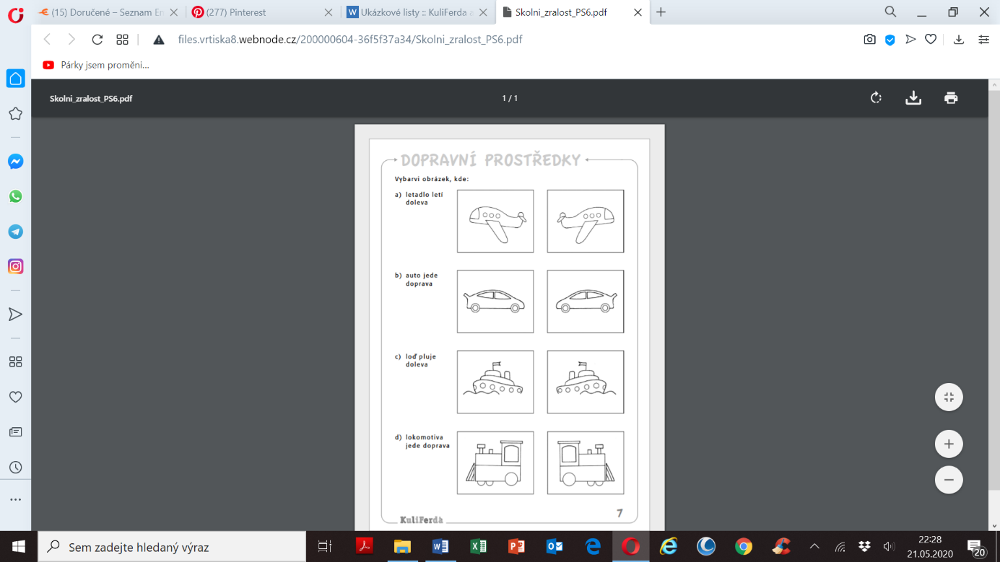 (15) Doručené – Seznam En
(277) Pinterest
Ukázkové listy :: KuliFerda a
Skolni_zralost_PS6.pdf
files.vrtiska8.webnode.cz/200000604-36f5f37a34/Skolni_zralost_PS6.pdf
Párky jsem proměni...
Skolni_zralost_PS6.pdf
1 / 1
DOPRAVNÍ PROSTŘEDKY
Vybarvi obrázek, kde:
a) letadlo letí
doleva
b) auto jede
doprava
c) loď pluje
doleva
d) lokomotiva
jede doprava
7
KuliFerda
Sem zadejte hledaný výraz
22:28
21.05.2020
20